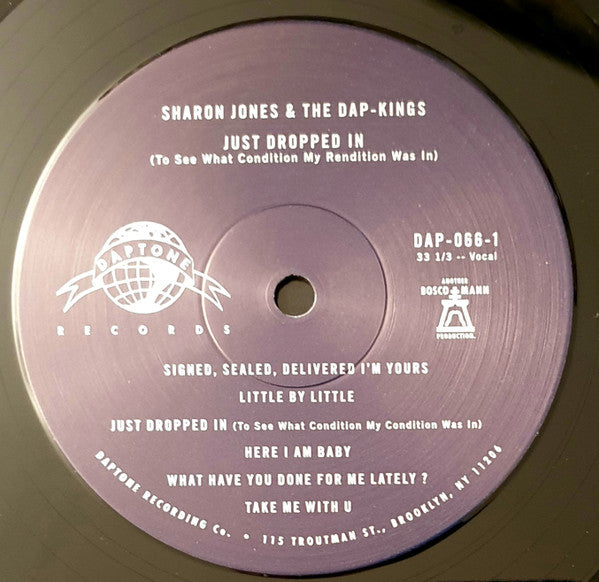 SHARON JONES & THE DAP-KINGS
JUST DROPPED IN
(To See What Condition My Rendition Was In)
DAPTONE
RECORDS
DAP-066-1
33 1/3 -- Vocal
ANOTHER
BOSCO MANN
PRODUCTION.
SIGNED, SEALED, DELIVERED I'M YOURS
LITTLE BY LITTLE
JUST DROPPED IN (To See What Condition My Condition Was In)
HERE I AM BABY
WHAT HAVE YOU DONE FOR ME LATELY ?
TAKE ME WITH U
DAPTONE RECORDING Co. • 115 TROUTMAN ST., BROOKLYN, NY 11206